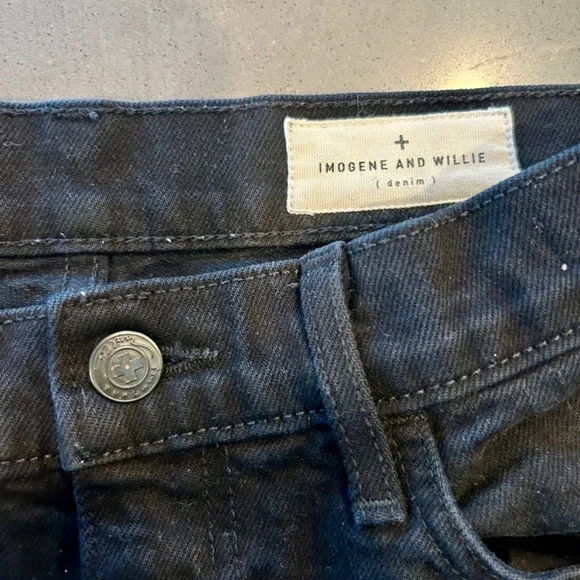 +
IMOGENE AND WILLIE
( denim )